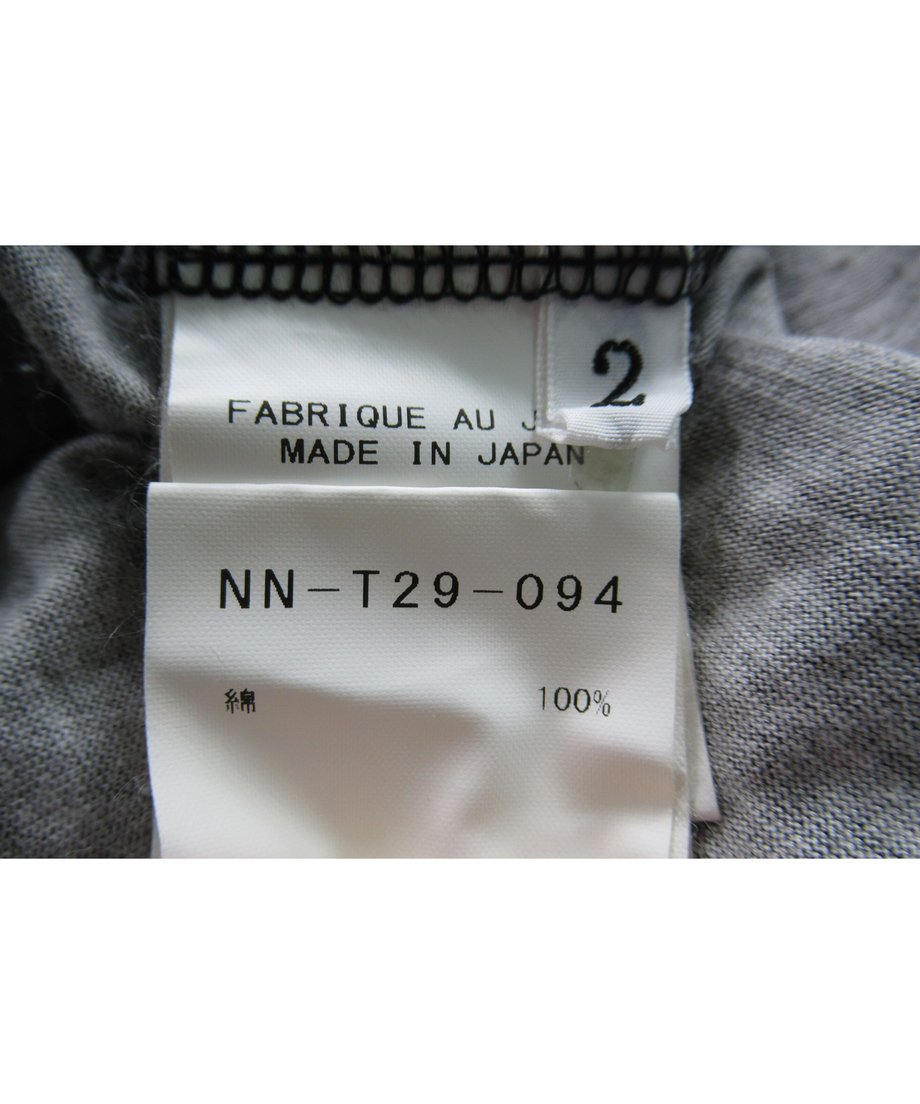 2
FABRIQUE AU
MADE IN JAPAN
NN-T29-094
綿 100%